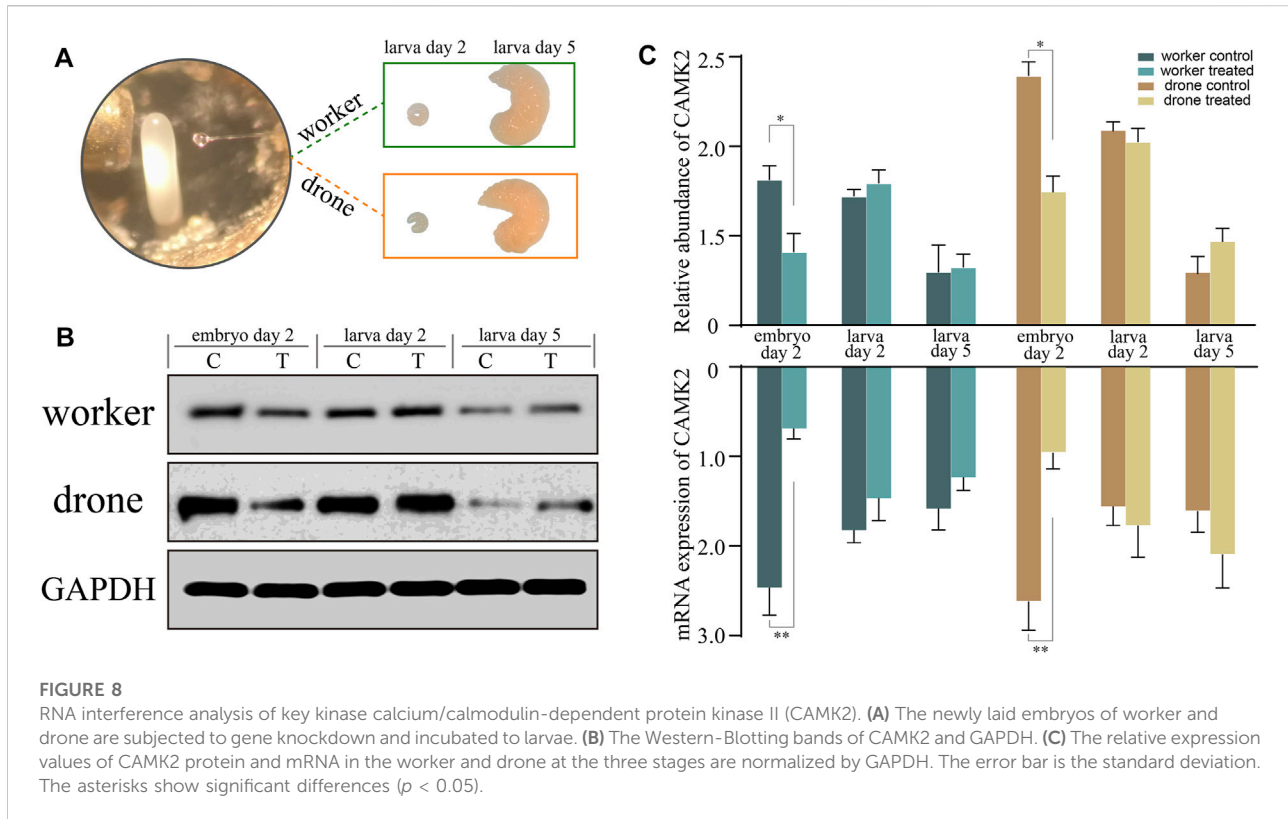 A
larva day 2 larva day 5
worker
drone
B
embryo day 2 larva day 2 larva day 5
C T C T C T
worker
drone
GAPDH
C
worker control
worker treated
drone control
drone treated
Relative abundance of CAMK2
2.5
2.0
1.5
0
* *
embryo day 2
larva day 2
larva day 5
embryo day 2
larva day 2
larva day 5
mRNA expression of CAMK2
0
1.0
2.0
3.0
** **
FIGURE 8
RNA interference analysis of key kinase calcium/calmodulin-dependent protein kinase II (CAMK2). (A) The newly laid embryos of worker and
drone are subjected to gene knockdown and incubated to larvae. (B) The Western-Blotting bands of CAMK2 and GAPDH. (C) The relative expression
values of CAMK2 protein and mRNA in the worker and drone at the three stages are normalized by GAPDH. The error bar is the standard deviation.
The asterisks show significant differences (p < 0.05).